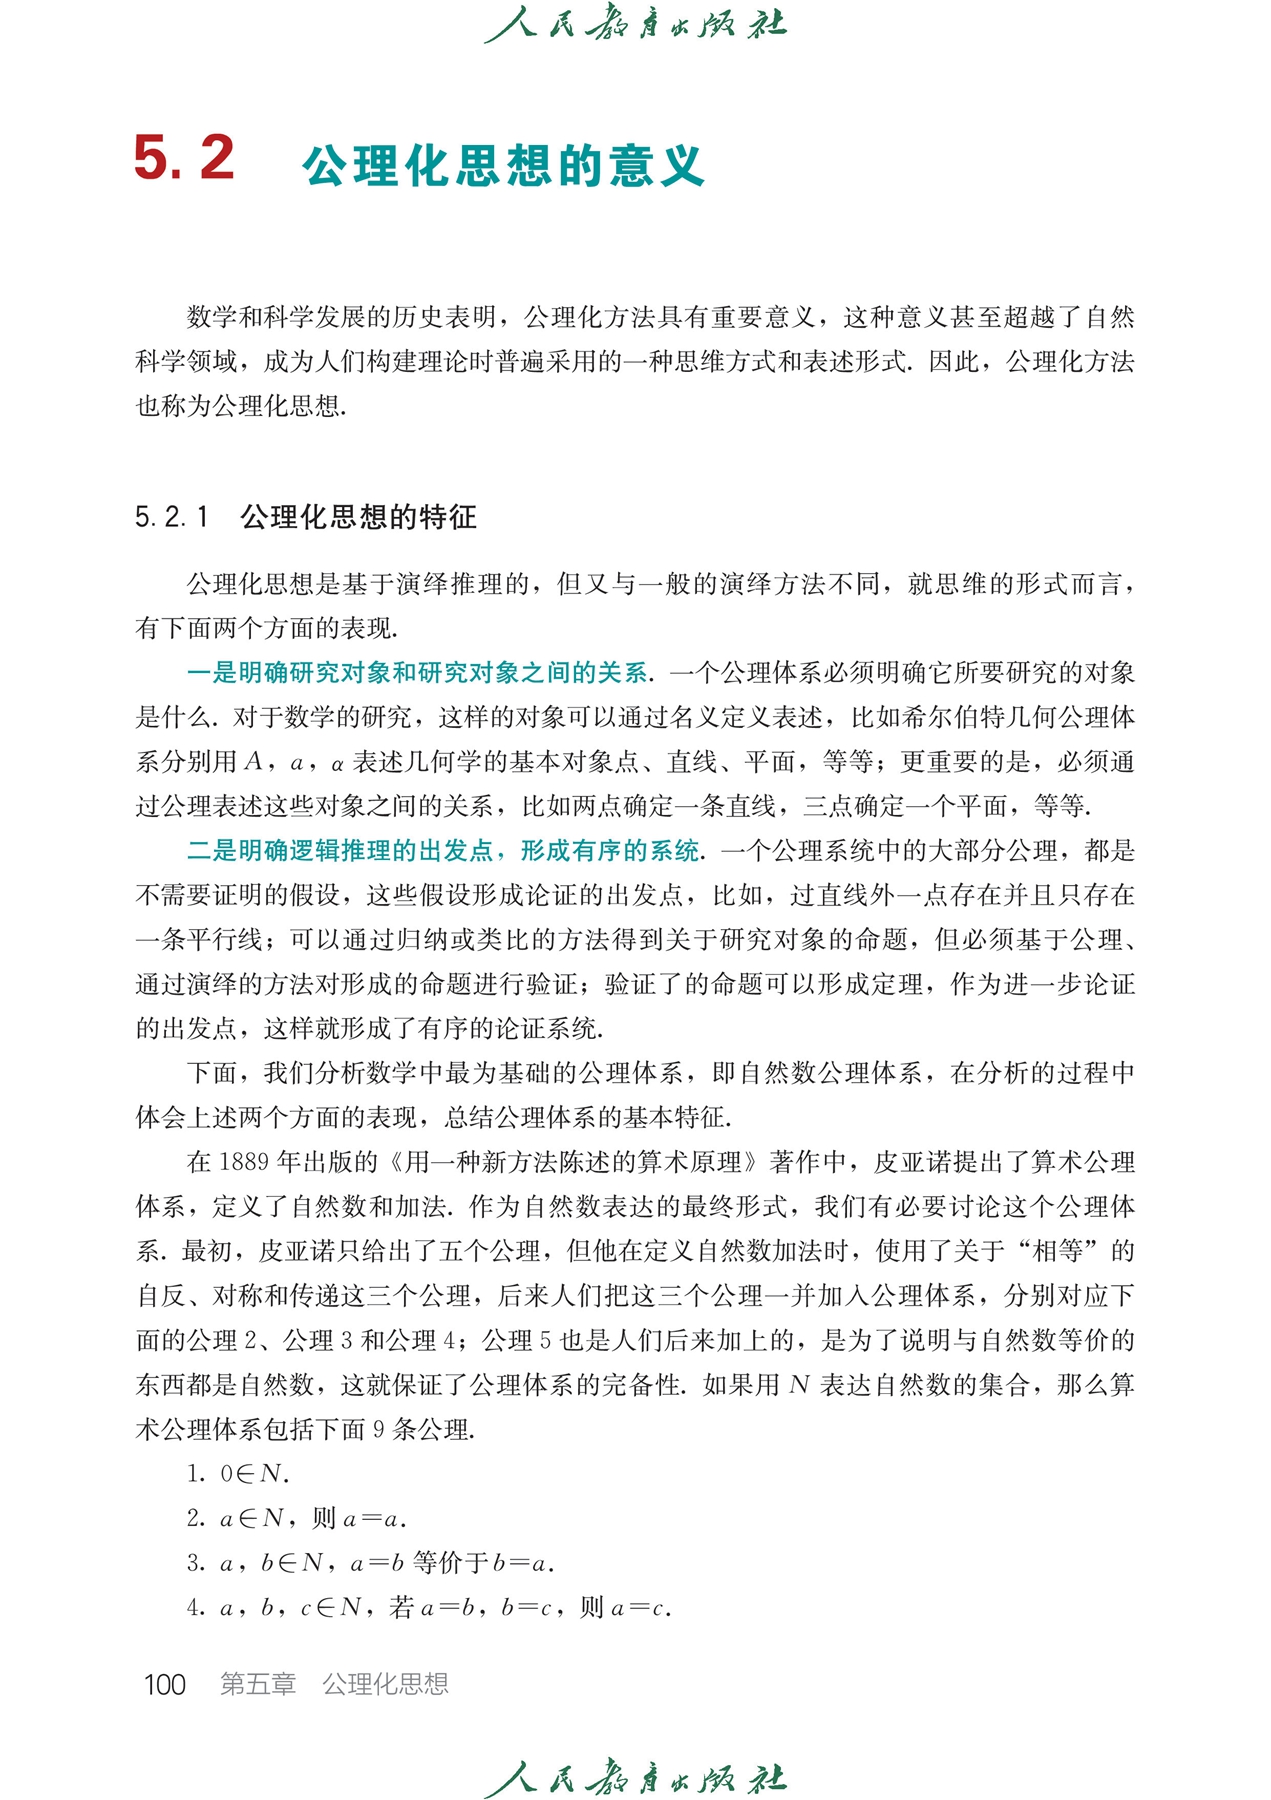 人民教育出版社
5.2 公理化思想的意义
数学和科学发展的历史表明，公理化方法具有重要意义，这种意义甚至超越了自然
科学领域，成为人们构建理论时普遍采用的一种思维方式和表述形式. 因此，公理化方法
也称为公理化思想.
5.2.1 公理化思想的特征
公理化思想是基于演绎推理的，但又与一般的演绎方法不同，就思维的形式而言，
有下面两个方面的表现.
一是明确研究对象和研究对象之间的关系. 一个公理体系必须明确它所要研究的对象
是什么. 对于数学的研究，这样的对象可以通过名义定义表述，比如希尔伯特几何公理体
系分别用 A，a，α 表述几何学的基本对象点、直线、平面，等等；更重要的是，必须通
过公理表述这些对象之间的关系，比如两点确定一条直线，三点确定一个平面，等等.
二是明确逻辑推理的出发点，形成有序的系统. 一个公理系统中的大部分公理，都是
不需要证明的假设，这些假设形成论证的出发点，比如，过直线外一点存在并且只存在
一条平行线；可以通过归纳或类比的方法得到关于研究对象的命题，但必须基于公理、
通过演绎的方法对形成的命题进行验证；验证了的命题可以形成定理，作为进一步论证
的出发点，这样就形成了有序的论证系统.
下面，我们分析数学中最为基础的公理体系，即自然数公理体系，在分析的过程中
体会上述两个方面的表现，总结公理体系的基本特征.
在 1889 年出版的《用一种新方法陈述的算术原理》著作中，皮亚诺提出了算术公理
体系，定义了自然数和加法. 作为自然数表达的最终形式，我们有必要讨论这个公理体
系. 最初，皮亚诺只给出了五个公理，但他在定义自然数加法时，使用了关于“相等”的
自反、对称和传递这三个公理，后来人们把这三个公理一并加入公理体系，分别对应下
面的公理 2、公理 3 和公理 4；公理 5 也是人们后来加上的，是为了说明与自然数等价的
东西都是自然数，这就保证了公理体系的完备性. 如果用 N 表达自然数的集合，那么算
术公理体系包括下面 9 条公理.
1. 0∈N.
2. a∈N，则 a=a.
3. a，b∈N，a=b 等价于 b=a.
4. a，b，c∈N，若 a=b，b=c，则 a=c.
100 第五章 公理化思想
人民教育出版社